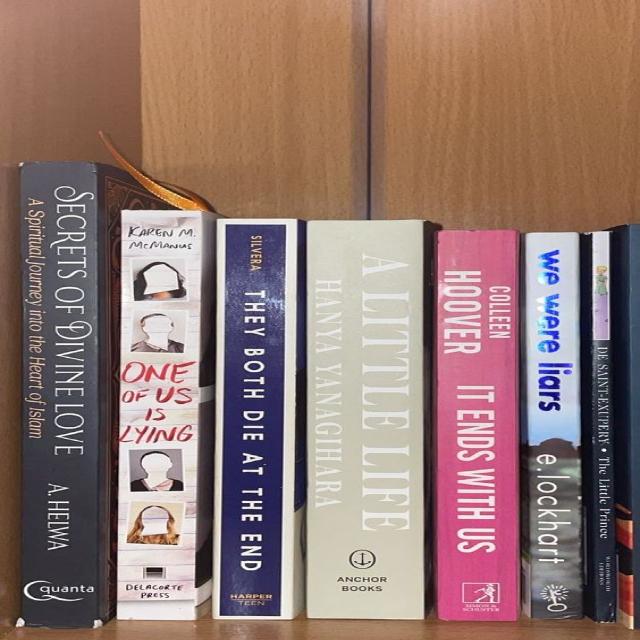 SECRETS OF DIVINE LOVE
A Spiritual Journey into the Heart of Islam
A. HELWA
quanta
KAREN M.
McMANUS
ONE
OF US
IS
LYING
DELACORTE
PRESS
SILVERA
THEY BOTH DIE AT THE END
HARPER
TEEN
A LITTLE LIFE
HANYA YANAGIHARA
ANCHOR
BOOKS
COLLEEN
HOOVER
IT ENDS WITH US
SIMON &
SCHUSTER
we were liars
e. lockhart
DE SAINT-EXUPERY • The Little Prince